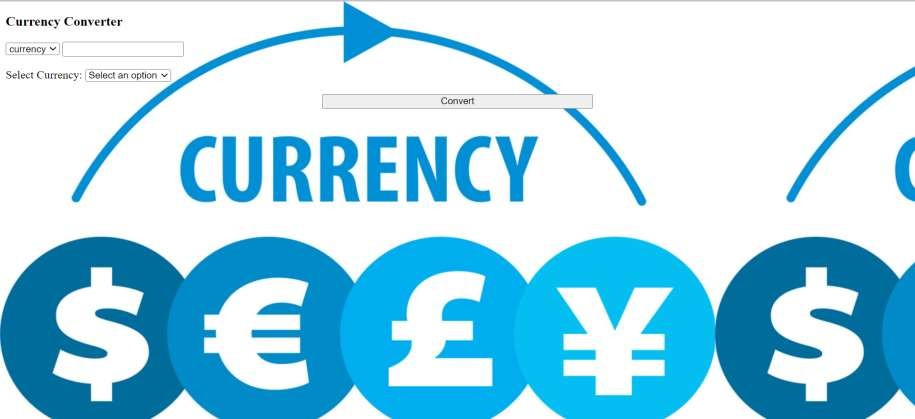 Currency Converter
currency
Select Currency: Select an option
Convert
CURRENCY
$ € £ ¥ $